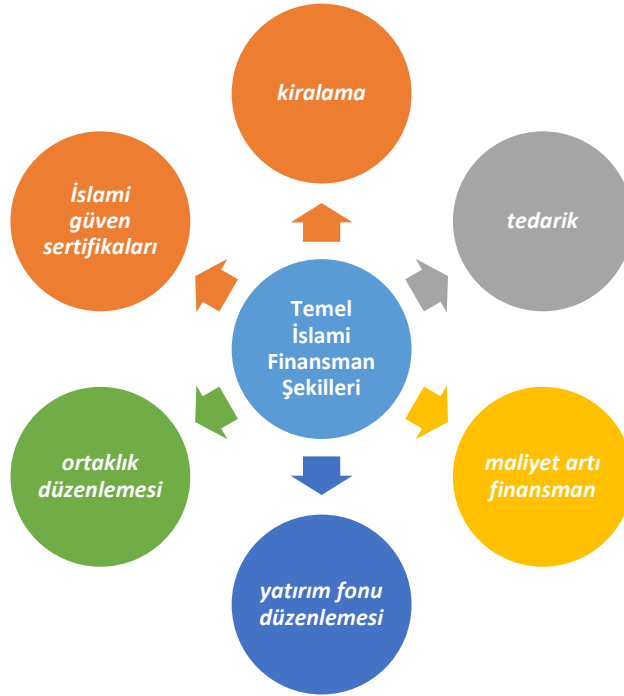 kiralama
İslami
güven
sertifikaları
tedarik
Temel
İslami
Finansman
Şekilleri
ortaklık
düzenlemesi
maliyet artı
finansman
yatırım fonu
düzenlemesi